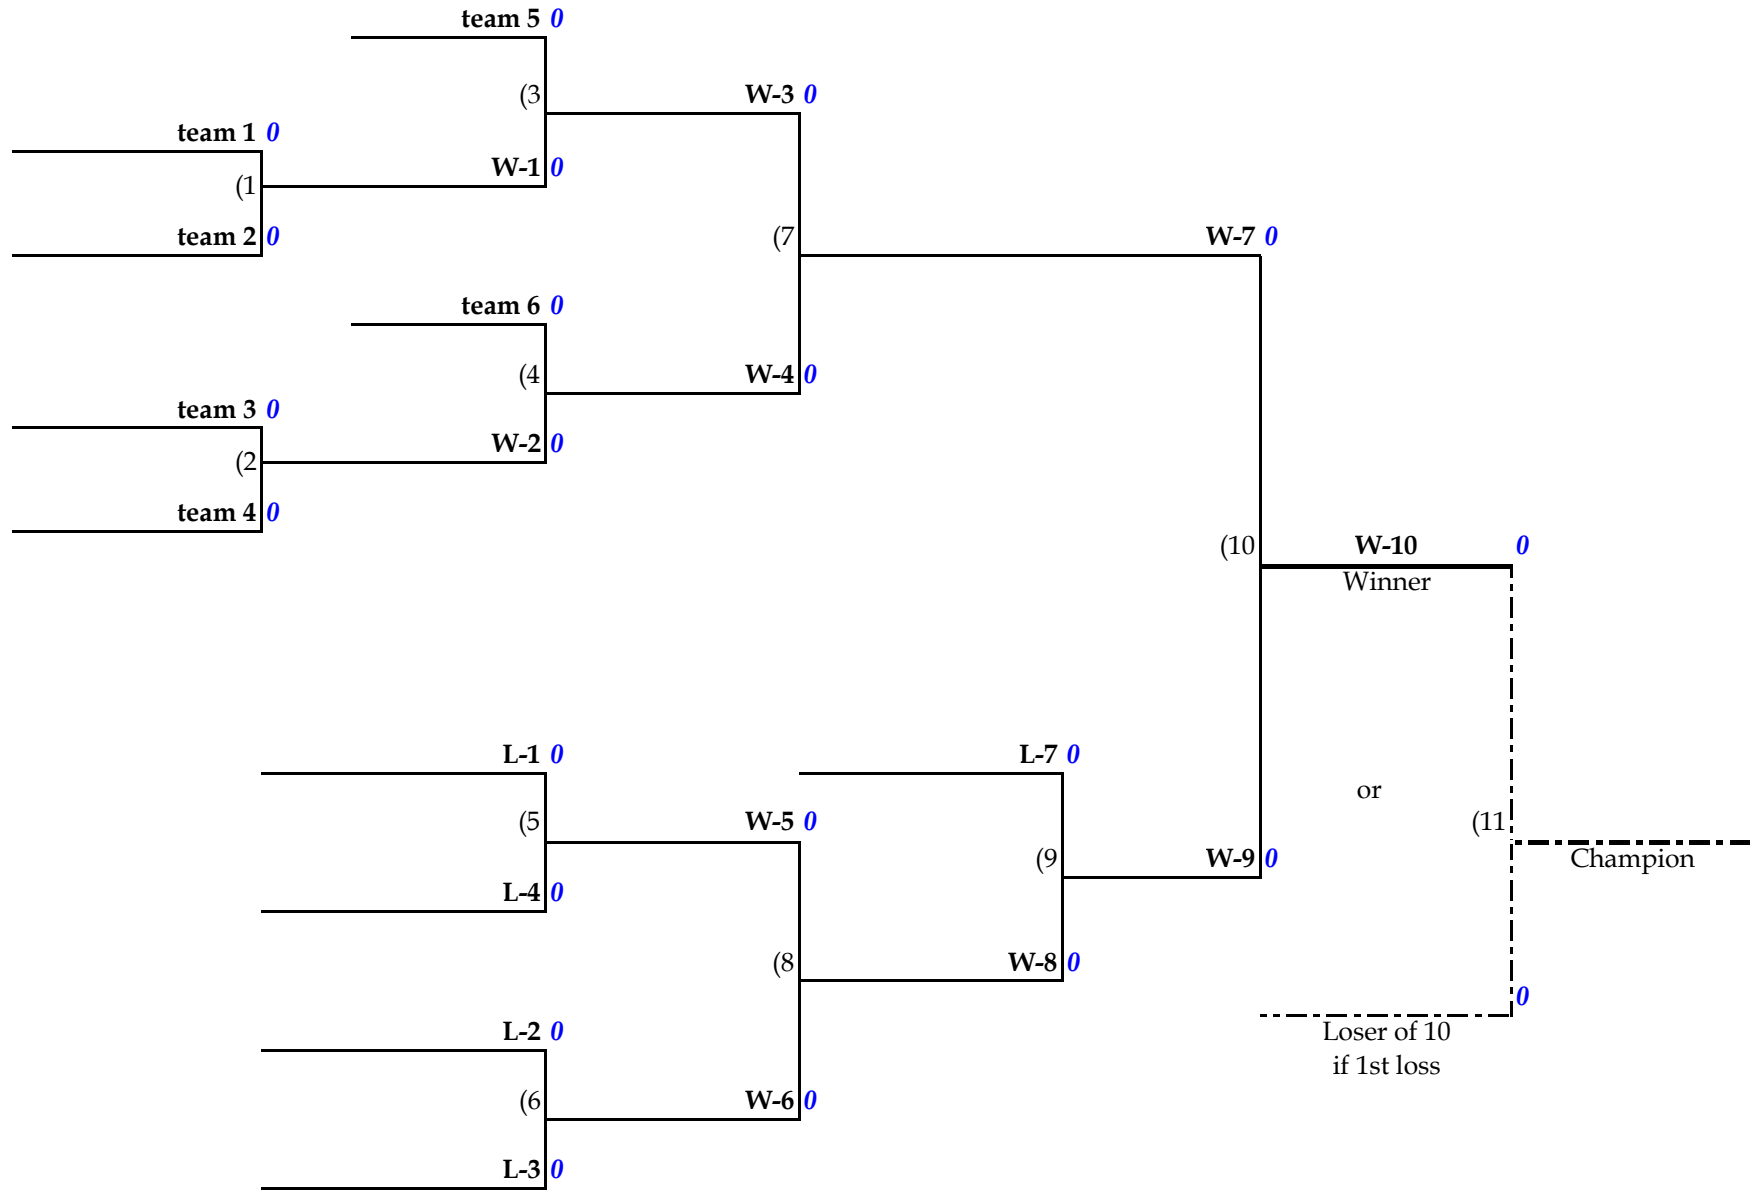 team 5 0
(3
W-3 0
team 1 0
W-1 0
(1
team 2 0
(7
W-7 0
team 6 0
(4
W-4 0
team 3 0
W-2 0
(2
team 4 0
(10
W-10 0
Winner
L-1 0
L-7 0
or
(5
W-5 0
(11
(9
W-9 0
Champion
L-4 0
(8
W-8 0
0
L-2 0
Loser of 10
if 1st loss
(6
W-6 0
L-3 0